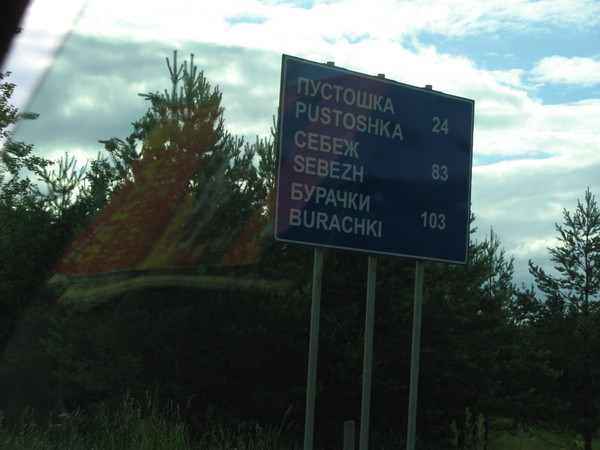 ПУСТОШКА
PUSTOSHKA 24
СЕБЕЖ
SEBEZH 83
БУРАЧКИ
BURACHKI 103